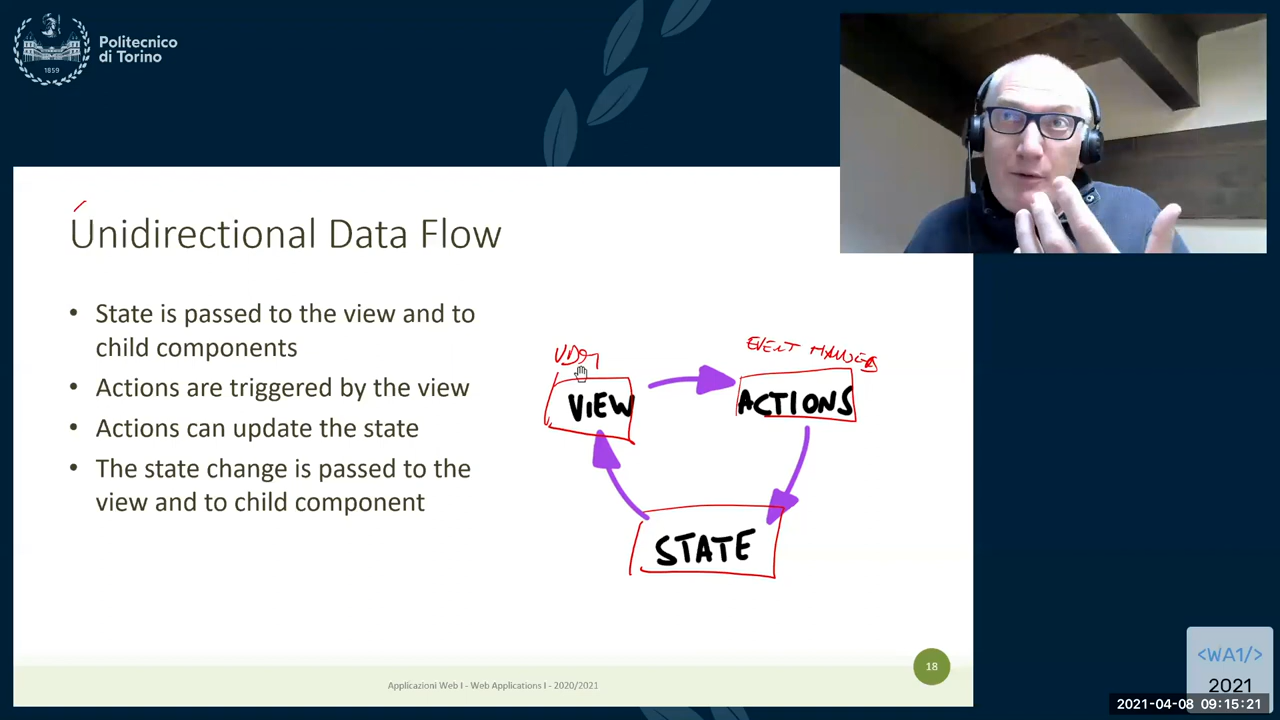 Politecnico
di Torino
1859
Unidirectional Data Flow
• State is passed to the view and to
child components
• Actions are triggered by the view
• Actions can update the state
• The state change is passed to the
view and to child component
EVENT
VIEW
ACTIONS
STATE
18
Applicazioni Web I - Web Applications I - 2020/2021
<WA1/>
2021
2021-04-08 09:15:21